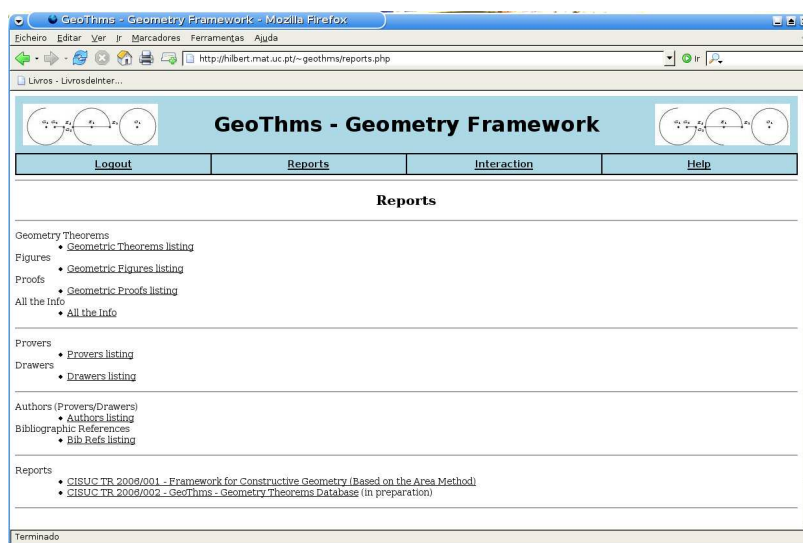 GeoThms - Geometry Framework - Mozilla Firefox
Ficheiro Editar Ver Ir Marcadores Ferramentas Ajuda
http://hilbert.mat.uc.pt/~geothms/reports.php Ir
Livros - LivrosdeInter...
GeoThms - Geometry Framework
Logout Reports Interaction Help
Reports
Geometry Theorems
Geometric Theorems listing
Figures
Geometric Figures listing
Proofs
Geometric Proofs listing
All the Info
All the Info
Provers
Provers listing
Drawers
Drawers listing
Authors (Provers/Drawers)
Authors listing
Bibliographic References
Bib Refs listing
Reports
CISUC TR 2006/001 - Framework for Constructive Geometry (Based on the Area Method)
CISUC TR 2006/002 - GeoThms - Geometry Theorems Database (in preparation)
Terminado